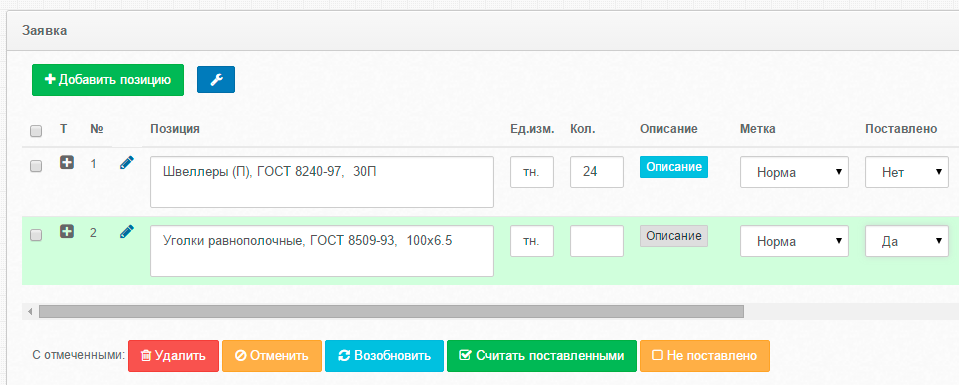 Заявка
Добавить позицию
Т № Позиция Ед.изм. Кол. Описание Метка Поставлено
1 Швеллеры (П), ГОСТ 8240-97, 30П тн. 24 Описание Норма Нет
2 Уголки равнополочные, ГОСТ 8509-93, 100x6.5 тн. Описание Норма Да
С отмеченными: Удалить Отменить Возобновить Считать поставленными Не поставлено